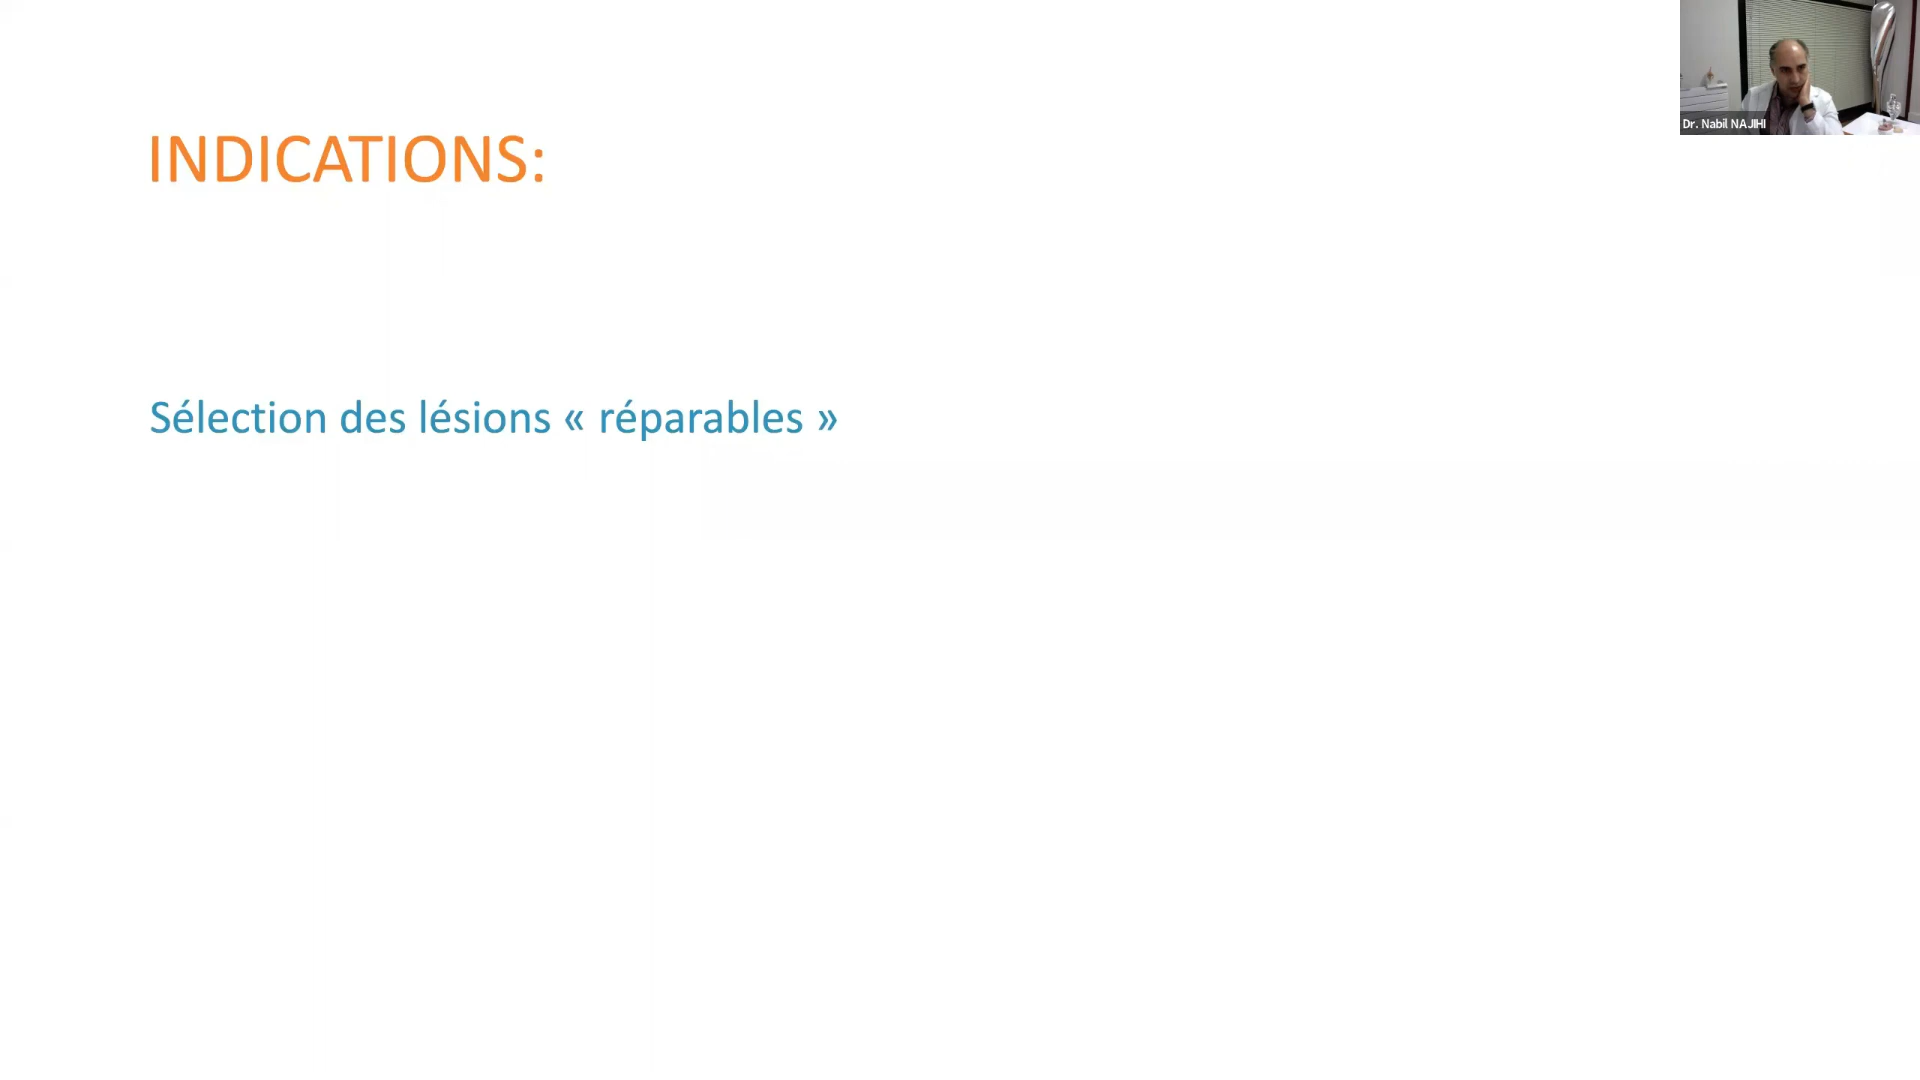 INDICATIONS:
Sélection des lésions « réparables »
Dr. Nabil NAJIHI